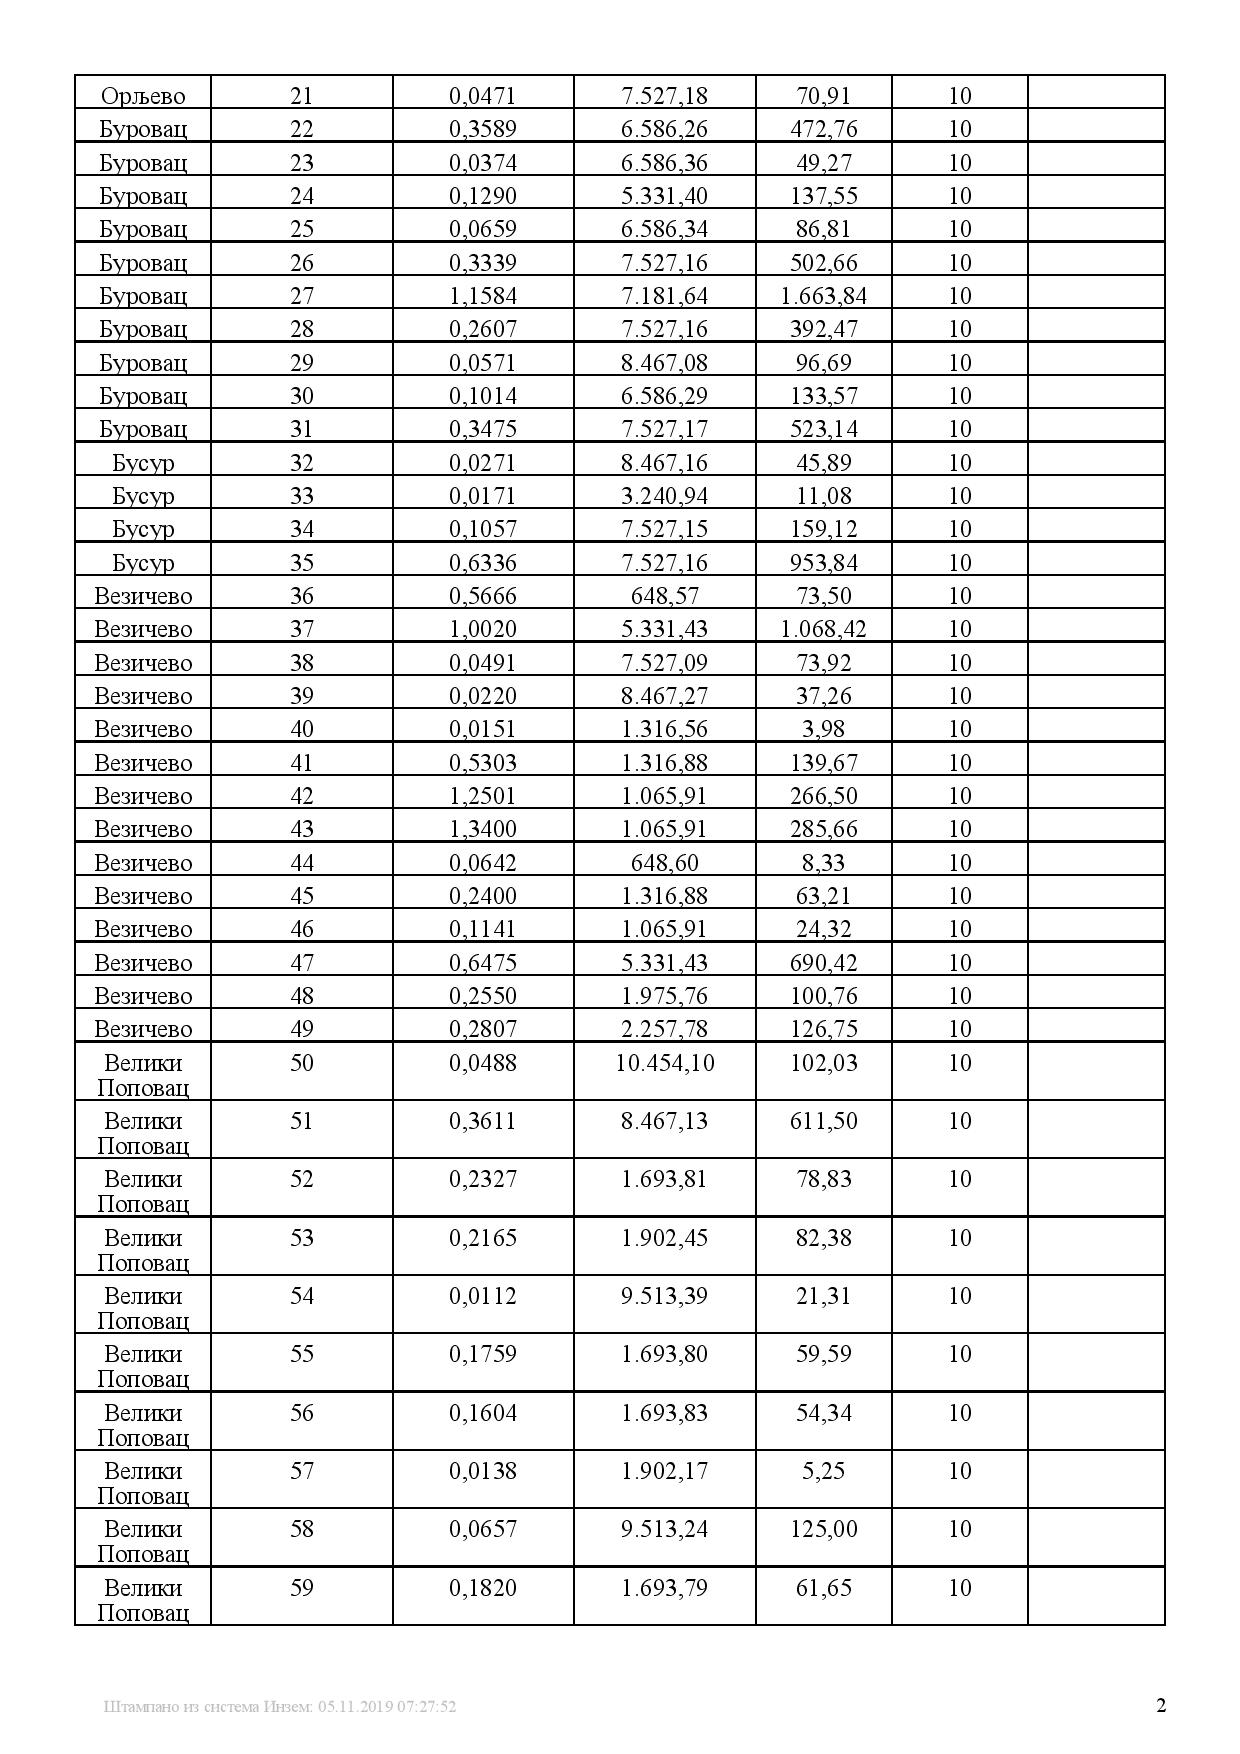 Орљево 21 0,0471 7.527,18 70,91 10
Буровац 22 0,3589 6.586,26 472,76 10
Буровац 23 0,0374 6.586,36 49,27 10
Буровац 24 0,1290 5.331,40 137,55 10
Буровац 25 0,0659 6.586,34 86,81 10
Буровац 26 0,3339 7.527,16 502,66 10
Буровац 27 1,1584 7.181,64 1.663,84 10
Буровац 28 0,2607 7.527,16 392,47 10
Буровац 29 0,0571 8.467,08 96,69 10
Буровац 30 0,1014 6.586,29 133,57 10
Буровац 31 0,3475 7.527,17 523,14 10
Бусур 32 0,0271 8.467,16 45,89 10
Бусур 33 0,0171 3.240,94 11,08 10
Бусур 34 0,1057 7.527,15 159,12 10
Бусур 35 0,6336 7.527,16 953,84 10
Везичево 36 0,5666 648,57 73,50 10
Везичево 37 1,0020 5.331,43 1.068,42 10
Везичево 38 0,0491 7.527,09 73,92 10
Везичево 39 0,0220 8.467,27 37,26 10
Везичево 40 0,0151 1.316,56 3,98 10
Везичево 41 0,5303 1.316,88 139,67 10
Везичево 42 1,2501 1.065,91 266,50 10
Везичево 43 1,3400 1.065,91 285,66 10
Везичево 44 0,0642 648,60 8,33 10
Везичево 45 0,2400 1.316,88 63,21 10
Везичево 46 0,1141 1.065,91 24,32 10
Везичево 47 0,6475 5.331,43 690,42 10
Везичево 48 0,2550 1.975,76 100,76 10
Везичево 49 0,2807 2.257,78 126,75 10
Велики 50 0,0488 10.454,10 102,03 10
Поповац
Велики 51 0,3611 8.467,13 611,50 10
Поповац
Велики 52 0,2327 1.693,81 78,83 10
Поповац
Велики 53 0,2165 1.902,45 82,38 10
Поповац
Велики 54 0,0112 9.513,39 21,31 10
Поповац
Велики 55 0,1759 1.693,80 59,59 10
Поповац
Велики 56 0,1604 1.693,83 54,34 10
Поповац
Велики 57 0,0138 1.902,17 5,25 10
Поповац
Велики 58 0,0657 9.513,24 125,00 10
Поповац
Велики 59 0,1820 1.693,79 61,65 10
Поповац
Штампано из система Инзем: 05.11.2019 07:27:52 2